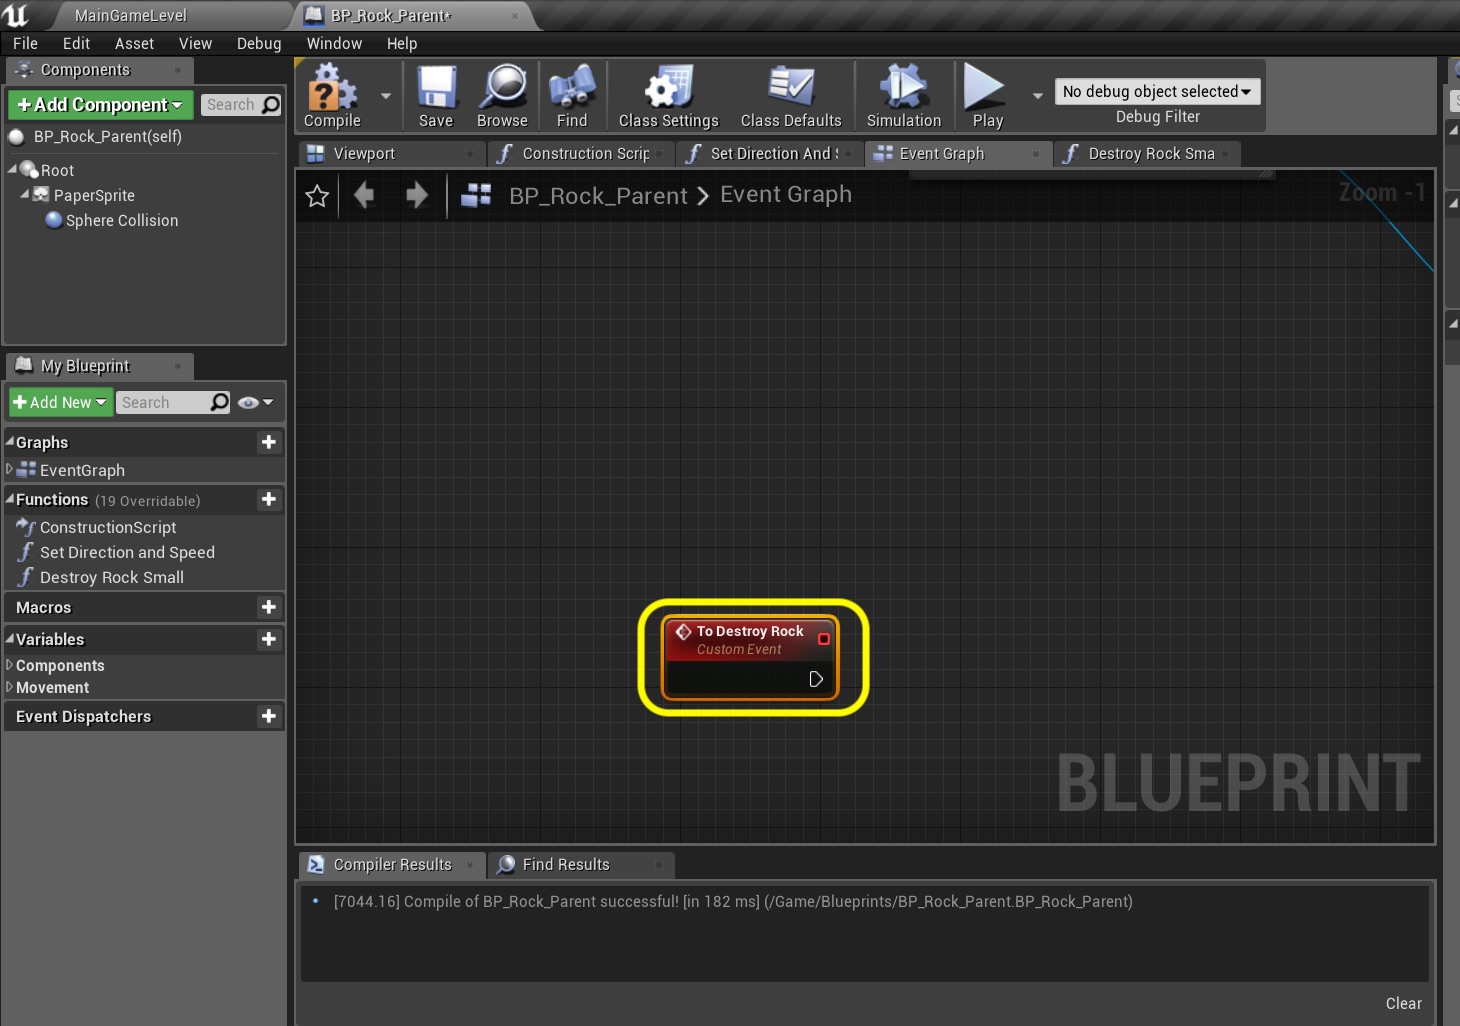 MainGameLevel
BP_Rock_Parent*
File Edit Asset View Debug Window Help
Components
+Add Component
Search
BP_Rock_Parent(self)
Root
PaperSprite
Sphere Collision
Compile Save Browse Find Class Settings Class Defaults Simulation Play
No debug object selected
Debug Filter
Viewport
Construction Scrip
Set Direction And
Event Graph
Destroy Rock Sma
BP_Rock_Parent > Event Graph
Zoom -1
My Blueprint
+Add New
Search
Graphs
EventGraph
Functions (19 Overridable)
ConstructionScript
Set Direction and Speed
Destroy Rock Small
Macros
Variables
Components
Movement
Event Dispatchers
To Destroy Rock
Custom Event
BLUEPRINT
Compiler Results
Find Results
[7044.16] Compile of BP_Rock_Parent successful! [in 182 ms] (/Game/Blueprints/BP_Rock_Parent.BP_Rock_Parent)
Clear